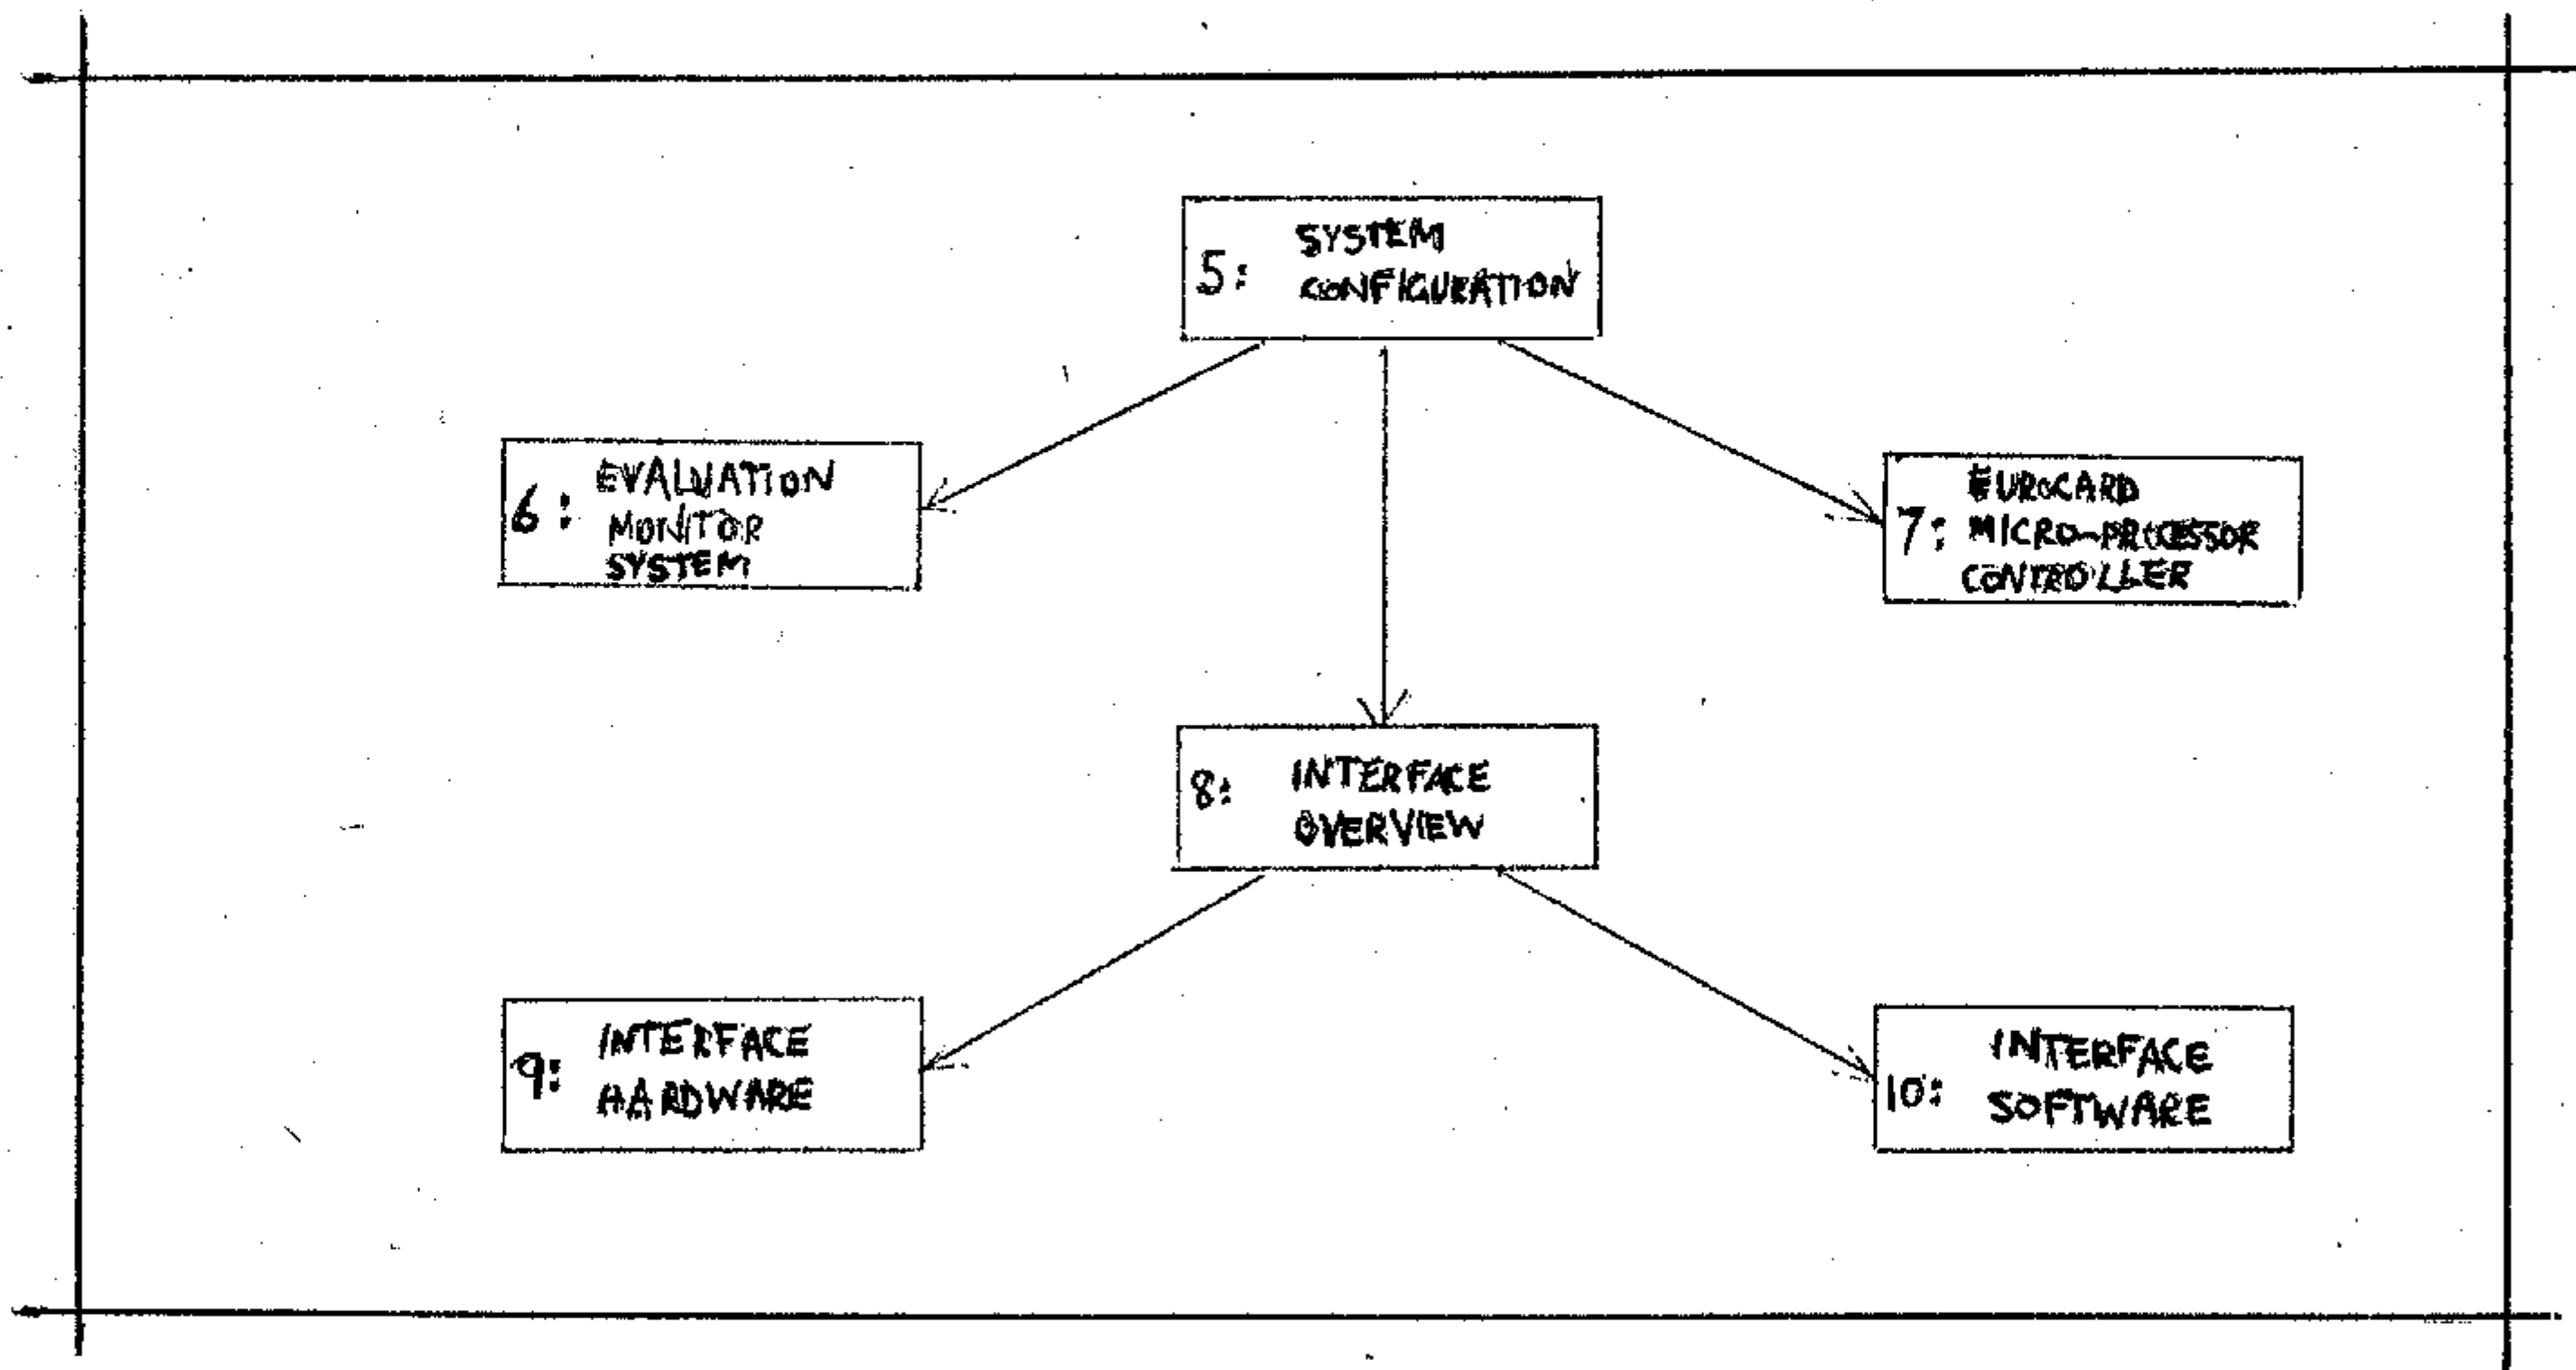 5: SYSTEM
CONFIGURATION
6: EVALUATION
MONITOR
SYSTEM
EUROCARD
7: MICRO-PROCESSOR
CONTROLLER
8: INTERFACE
OVERVIEW
9: INTERFACE
HARDWARE
10: INTERFACE
SOFTWARE